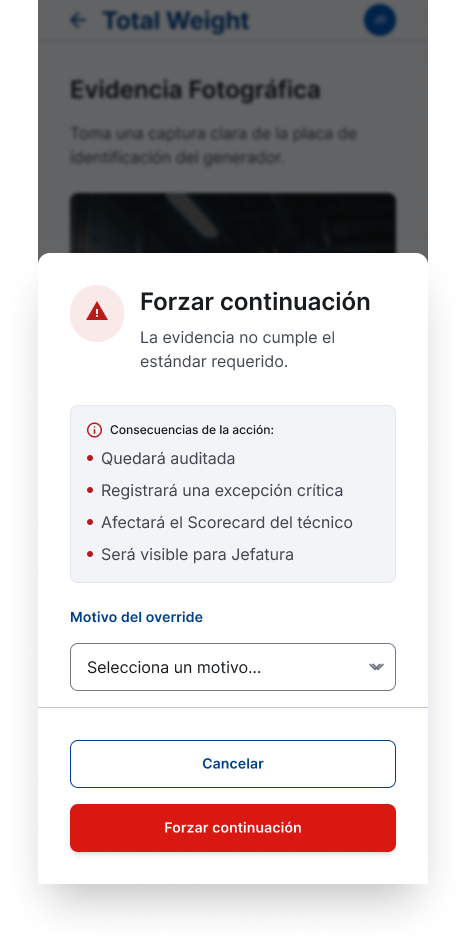 Total Weight
Evidencia Fotográfica
Toma una captura clara de la placa de
identificación del generador.
Forzar continuación
La evidencia no cumple el
estándar requerido.
Consecuencias de la acción:
Quedará auditada
Registrará una excepción crítica
Afectará el Scorecard del técnico
Será visible para Jefatura
Motivo del override
Selecciona un motivo...
Cancelar
Forzar continuación